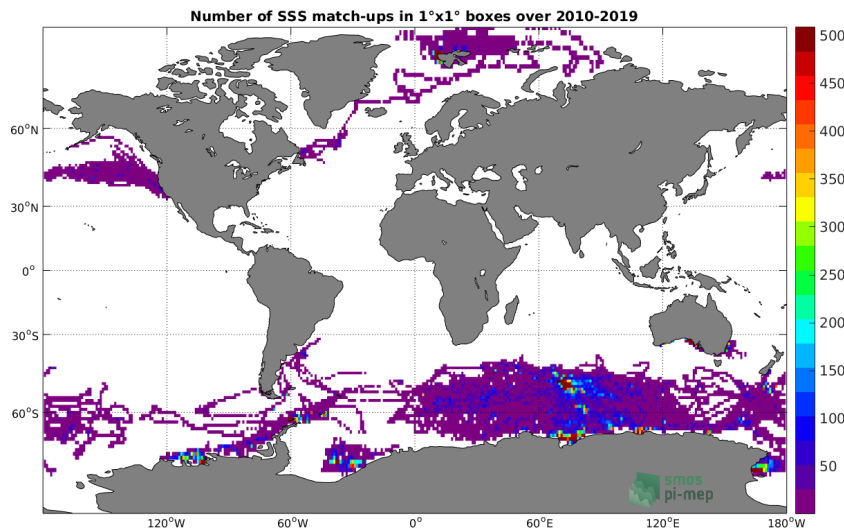 Number of SSS match-ups in 1°x1° boxes over 2010-2019
60°N
30°N
0°
30°S
60°S
120°W
60°W
0°
60°E
120°E
180°W
500
450
400
350
300
250
200
150
100
50
smos
pi-mep